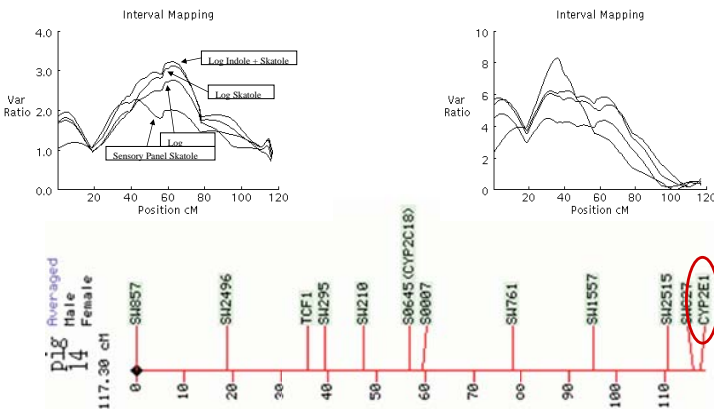 Interval Mapping
4.0
3.0
2.0
1.0
0.0
Var
Ratio
20 40 60 80 100 120
Position cM
Log Indole + Skatole
Log Skatole
Log
Sensory Panel Skatole
Interval Mapping
10
8
6
4
2
0
Var
Ratio
20 40 60 80 100 120
Position cM
pig
14
Averaged
Male
Female
117.30 cM
SW857
SW2496
TCF1
SW295
SW210
S0645(CYP2C18)
S0007
SW761
SW1557
SW2515
CYP2E1
0 10 20 30 40 50 60 70 80 90 100 110